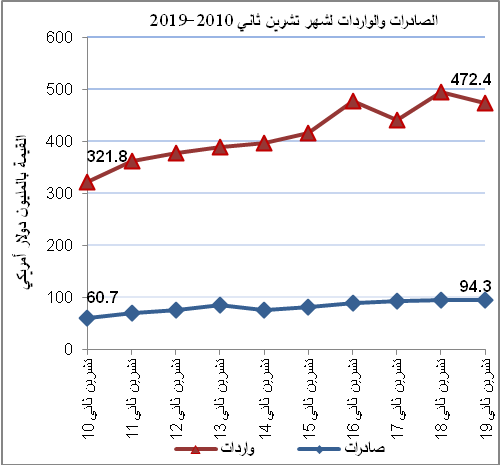 الصادرات والواردات لشهر تشرين ثاني 2010-2019
القيمة بالمليون دولار أمريكي
600
500
400
300
200
100
0
472.4
321.8
94.3
60.7
تشرين ثاني 10
تشرين ثاني 11
تشرين ثاني 12
تشرين ثاني 13
تشرين ثاني 14
تشرين ثاني 15
تشرين ثاني 16
تشرين ثاني 17
تشرين ثاني 18
تشرين ثاني 19
واردات
صادرات